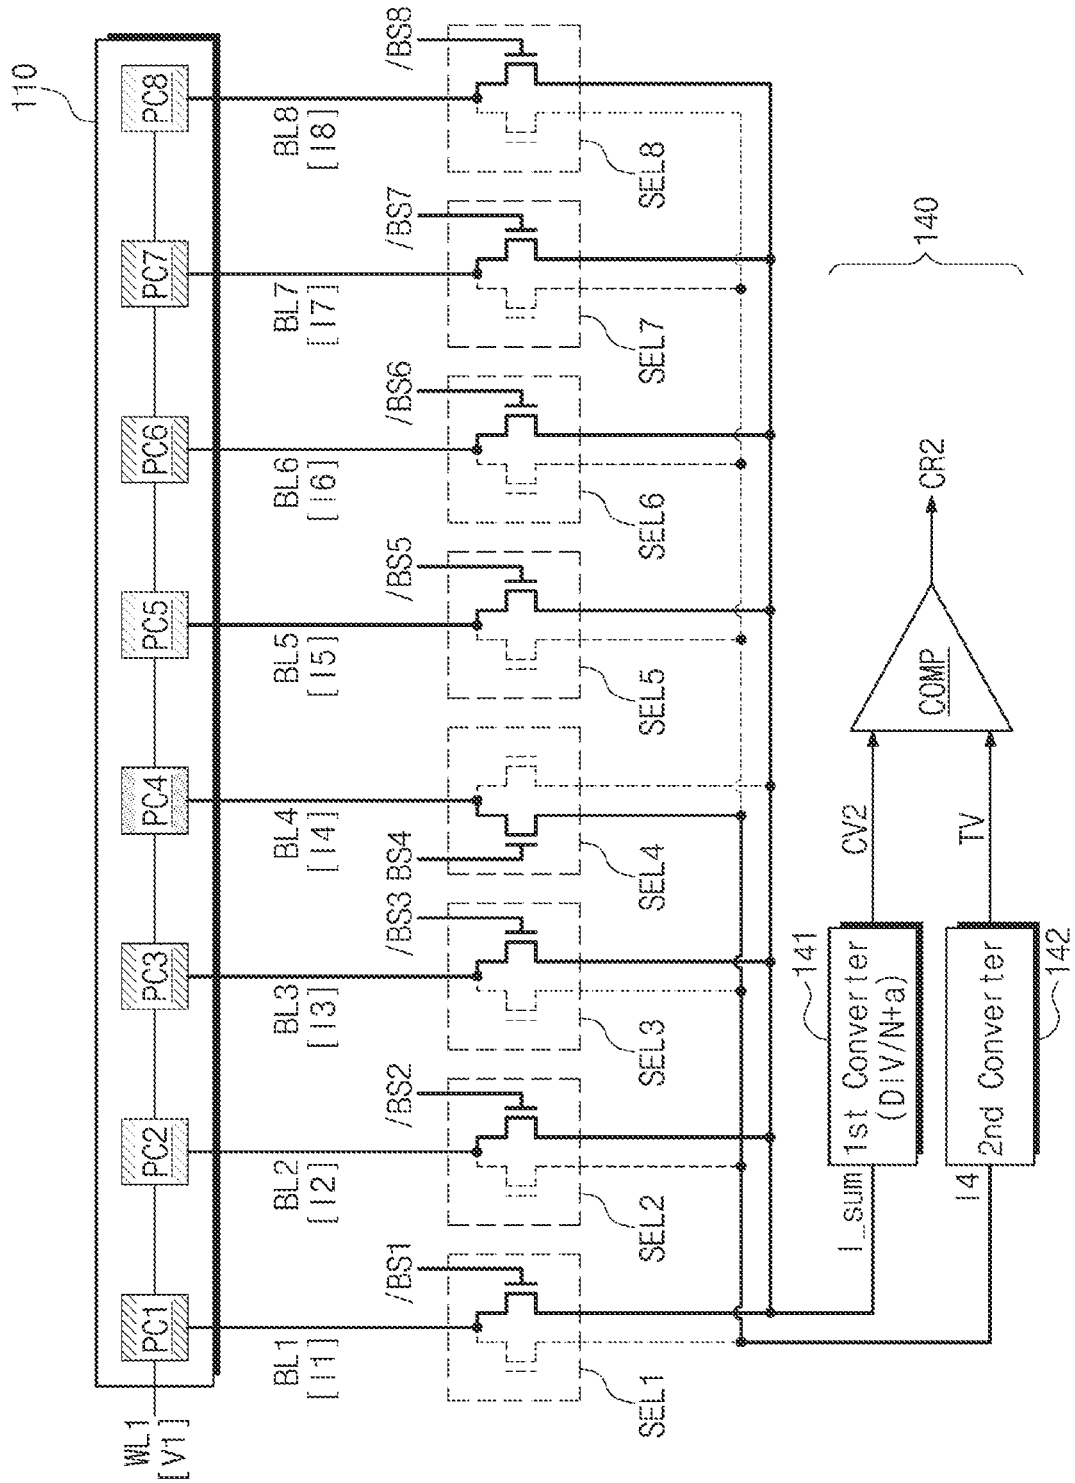 110
WL1
[V1]
PC1
PC2
PC3
PC4
PC5
PC6
PC7
PC8
BL1
[I1]
BL2
[I2]
BL3
[I3]
BL4
[I4]
BL5
[I5]
BL6
[I6]
BL7
[I7]
BL8
[I8]
/BS1
/BS2
/BS3
BS4
/BS5
/BS6
/BS7
/BS8
SEL1
SEL2
SEL3
SEL4
SEL5
SEL6
SEL7
SEL8
140
I_sum
141
1st Converter
(DIV/N+a)
CV2
I4
2nd Converter
142
TV
COMP
CR2